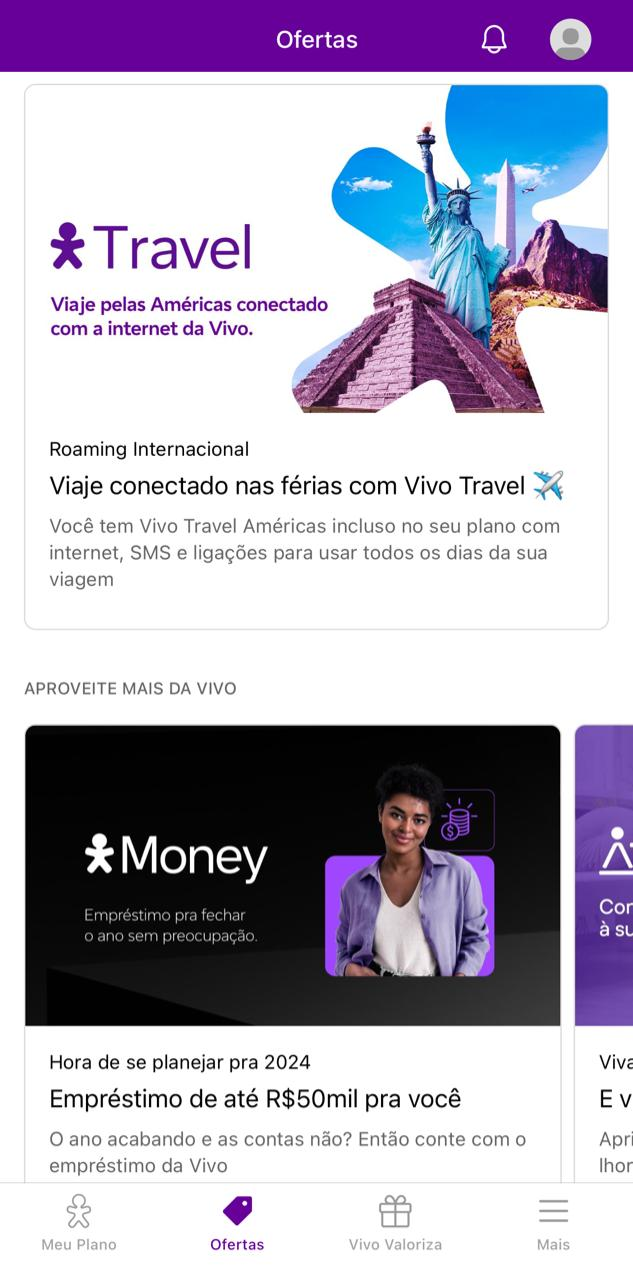 Ofertas
Travel
Viaje pelas Américas conectado
com a internet da Vivo.
Roaming Internacional
Viaje conectado nas férias com Vivo Travel ✈️
Você tem Vivo Travel Américas incluso no seu plano com
internet, SMS e ligações para usar todos os dias da sua
viagem
APROVEITE MAIS DA VIVO
Money
Empréstimo pra fechar
o ano sem preocupação.
Hora de se planejar pra 2024
Empréstimo de até R$50mil pra você
O ano acabando e as contas não? Então conte com o
empréstimo da Vivo
Con
à su
Viva
E v
Apri
lhor
Meu Plano
Ofertas
Vivo Valoriza
Mais